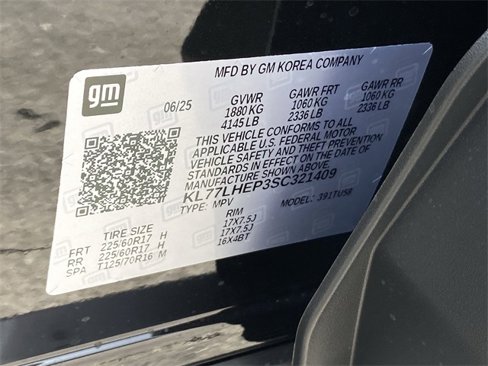 gm
MFD BY GM KOREA COMPANY
06/25 GVWR GAWR FRT GAWR RR
1880 KG 1060 KG 1060 KG
4145 LB 2336 LB 2336 LB
THIS VEHICLE CONFORMS TO ALL
APPLICABLE U.S. FEDERAL MOTOR
VEHICLE SAFETY AND THEFT PREVENTION
STANDARDS IN EFFECT ON THE DATE OF
MANUFACTURE SHOWN ABOVE.
KL77LHEP3SC321409
TYPE: MPV MODEL: 391TU58
TIRE SIZE RIM
FRT 225/60R17 H 17X7.5J
RR 225/60R17 H 17X7.5J
SPA T125/70R16 M 16X4BT